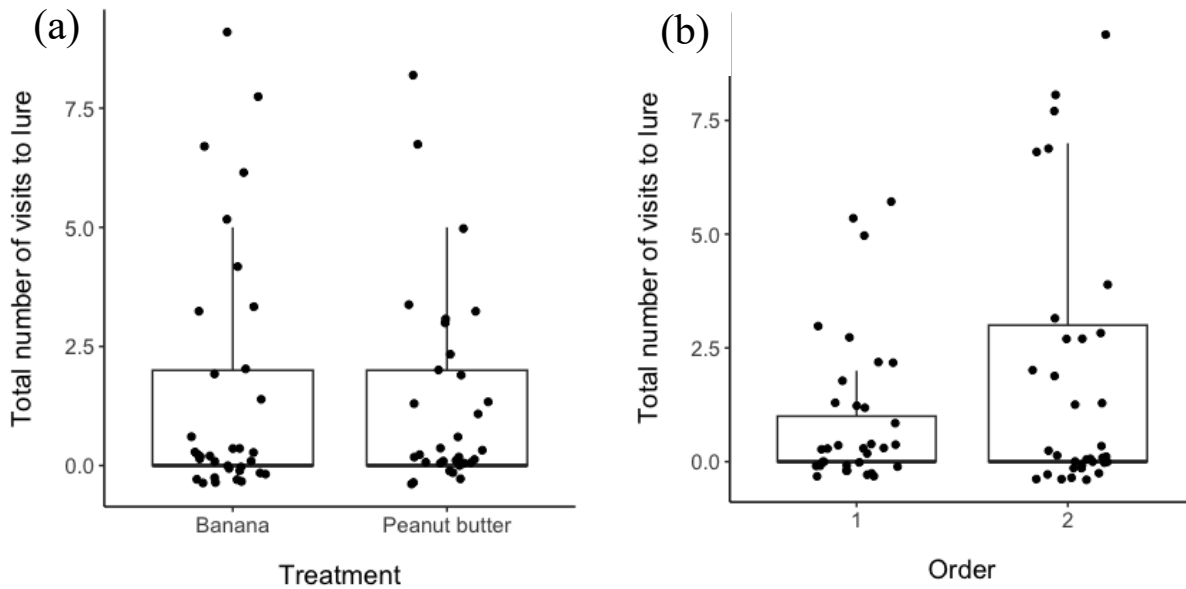 (a)
Total number of visits to lure
7.5
5.0
2.5
0.0
Banana
Peanut butter
Treatment
(b)
Total number of visits to lure
7.5
5.0
2.5
0.0
1
2
Order